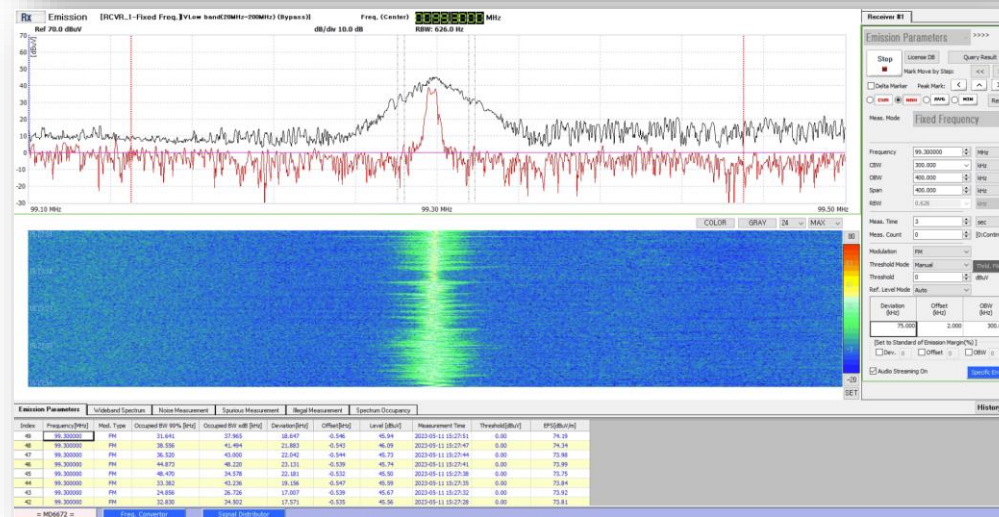 Rx Emission [RCVR_1-Fixed Freq.][VLow band(20MHz~200MHz) (Bypass)] Freq. (Center) MHz
Ref 70.0 dBuV dB/div 10.0 dB RBW: 626.0 Hz
[dBuV]
70
60
50
40
30
20
10
0
-10
-20
-30
99.10 MHz 99.30 MHz 99.50 MHz
COLOR GRAY 24 MAX
80
-20
SET
Receiver #1
Emission Parameters >>>>
Stop License DB Query Result
Mark Move by Step: <<
Delta Marker Peak Mark: < ^
AVG MIN
Meas. Mode Fixed Frequency
Frequency 99.300000 MHz
CBW 300.000 kHz
OBW 400.000 kHz
Span 400.000 kHz
RBW 0.626 kHz
Meas. Time 3 sec
Meas. Count 0
Modulation FM
Threshold Mode Manual
Threshold 0 dBuV
Ref. Level Mode Auto
Deviation (kHz) Offset (kHz) OBW (kHz)
75.000 2.000
[Set to Standard of Emission Margin(%) ]
Dev. 0 Offset 0 OBW 0
Audio Streaming On
History
Emission Parameters Wideband Spectrum Noise Measurement Spurious Measurement Illegal Measurement Spectrum Occupancy
Index Frequency[MHz] Mod. Type Occupied BW 99% [kHz] Occupied BW xdB [kHz] Deviation[kHz] Offset[kHz] Level [dBuV] Measurement Time Threshold[dBuV] EFS[dBuV/m]
49 99.300000 FM 31.641 37.965 18.647 -0.546 45.94 2023-05-11 15:27:51 0.00 74.19
48 99.300000 FM 38.556 41.494 21.883 -0.543 46.09 2023-05-11 15:27:47 0.00 74.34
47 99.300000 FM 36.520 43.000 22.042 -0.544 45.73 2023-05-11 15:27:44 0.00 73.98
46 99.300000 FM 44.873 48.220 23.131 -0.539 45.74 2023-05-11 15:27:41 0.00 73.99
45 99.300000 FM 48.470 34.578 22.181 -0.532 45.50 2023-05-11 15:27:38 0.00 73.75
44 99.300000 FM 33.382 43.236 19.156 -0.547 45.59 2023-05-11 15:27:35 0.00 73.84
43 99.300000 FM 24.856 26.726 17.007 -0.539 45.67 2023-05-11 15:27:32 0.00 73.92
42 99.300000 FM 32.830 34.502 17.571 -0.535 45.56 2023-05-11 15:27:28 0.00 73.81
= MD6672 = Freq. Convertor Signal Distributor